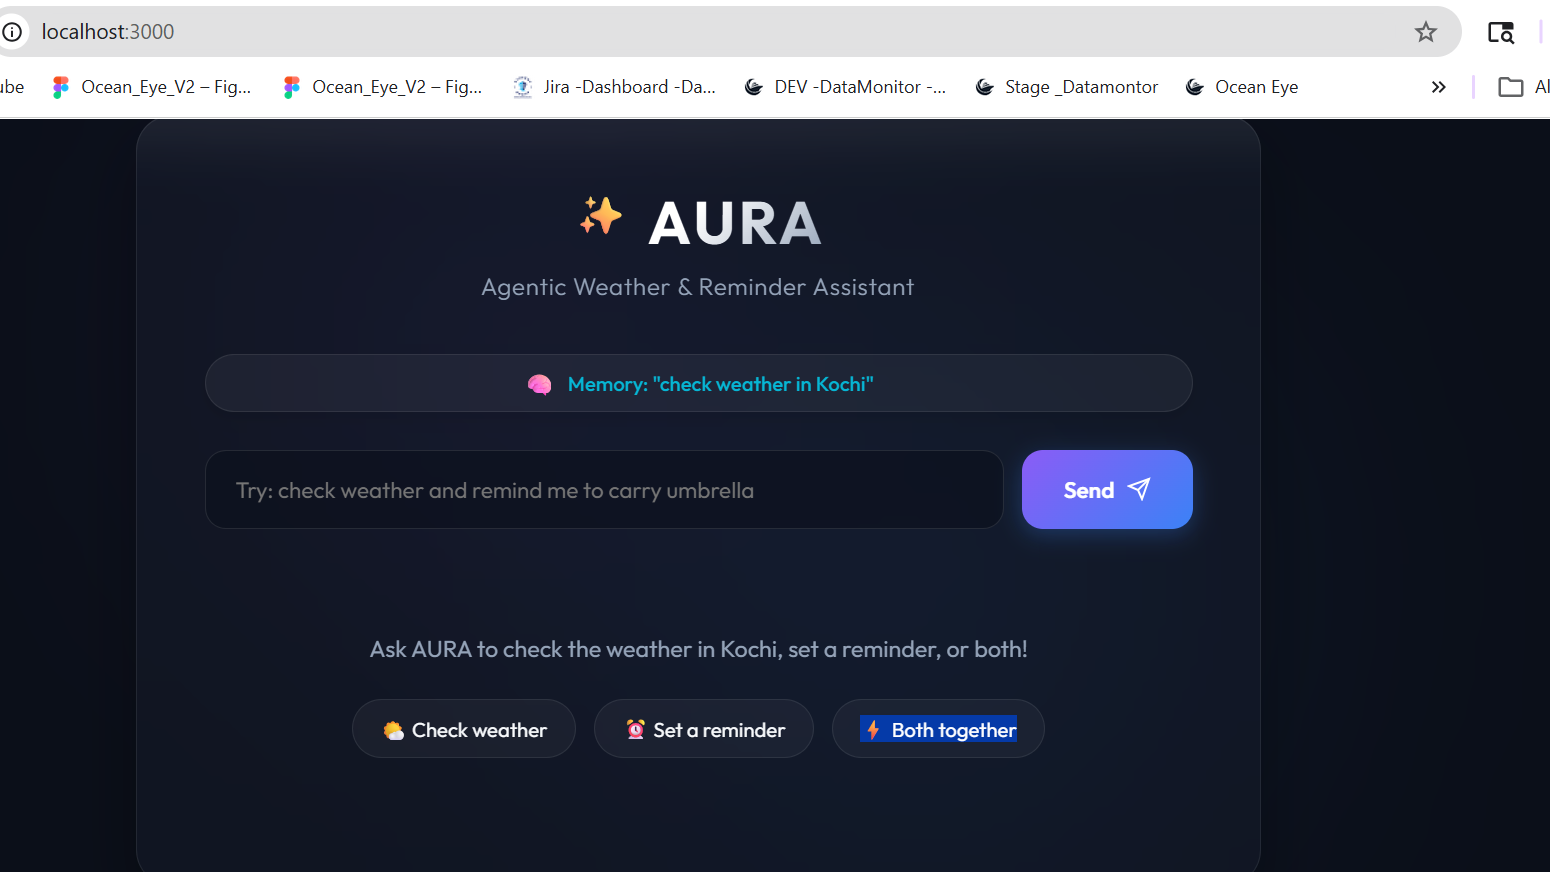 localhost:3000
ube
Ocean_Eye_V2 – Fig...
Ocean_Eye_V2 – Fig...
Jira -Dashboard -Da...
DEV -DataMonitor -...
Stage _Datamontor
Ocean Eye
Al
AURA
Agentic Weather & Reminder Assistant
Memory: "check weather in Kochi"
Try: check weather and remind me to carry umbrella
Send
Ask AURA to check the weather in Kochi, set a reminder, or both!
Check weather
Set a reminder
Both together